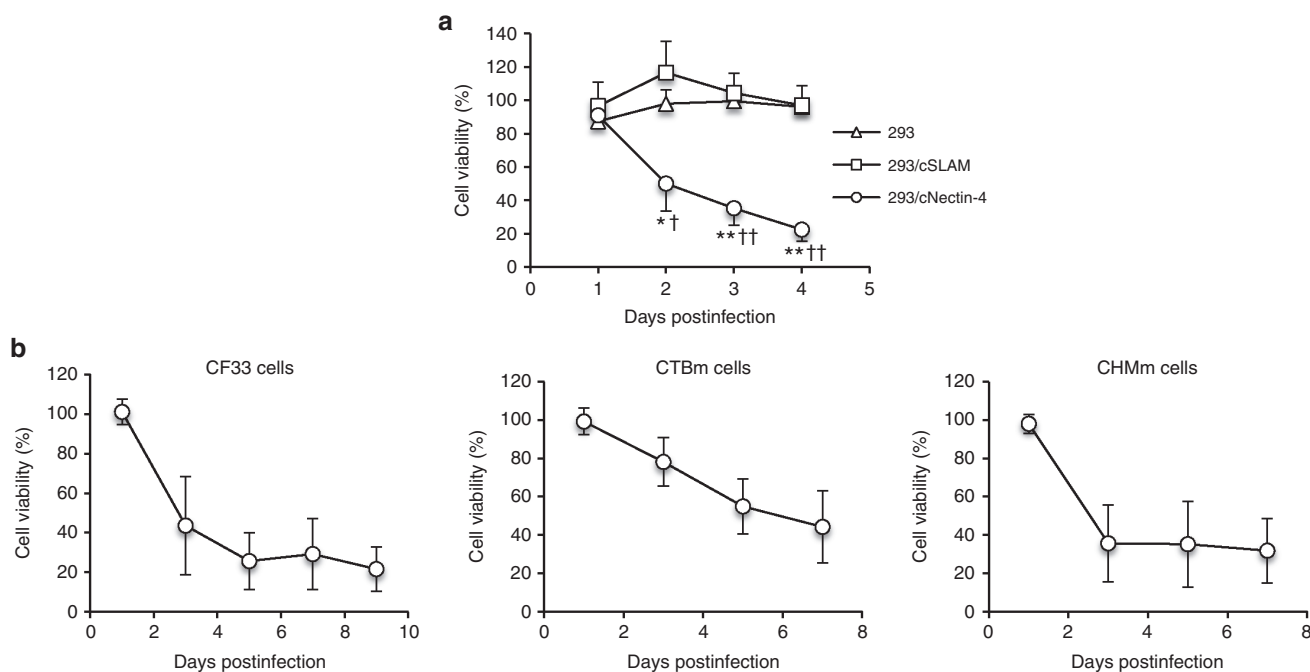 a
140
120
100
80
60
40
20
0
Cell viability (%)
*†
**††
**††
0 1 2 3 4 5
Days postinfection
293
293/cSLAM
293/cNectin-4
b
CF33 cells
120
100
80
60
40
20
0
Cell viability (%)
0 2 4 6 8 10
Days postinfection
CTBm cells
120
100
80
60
40
20
0
Cell viability (%)
0 2 4 6 8
Days postinfection
CHMm cells
120
100
80
60
40
20
0
Cell viability (%)
0 2 4 6 8
Days postinfection